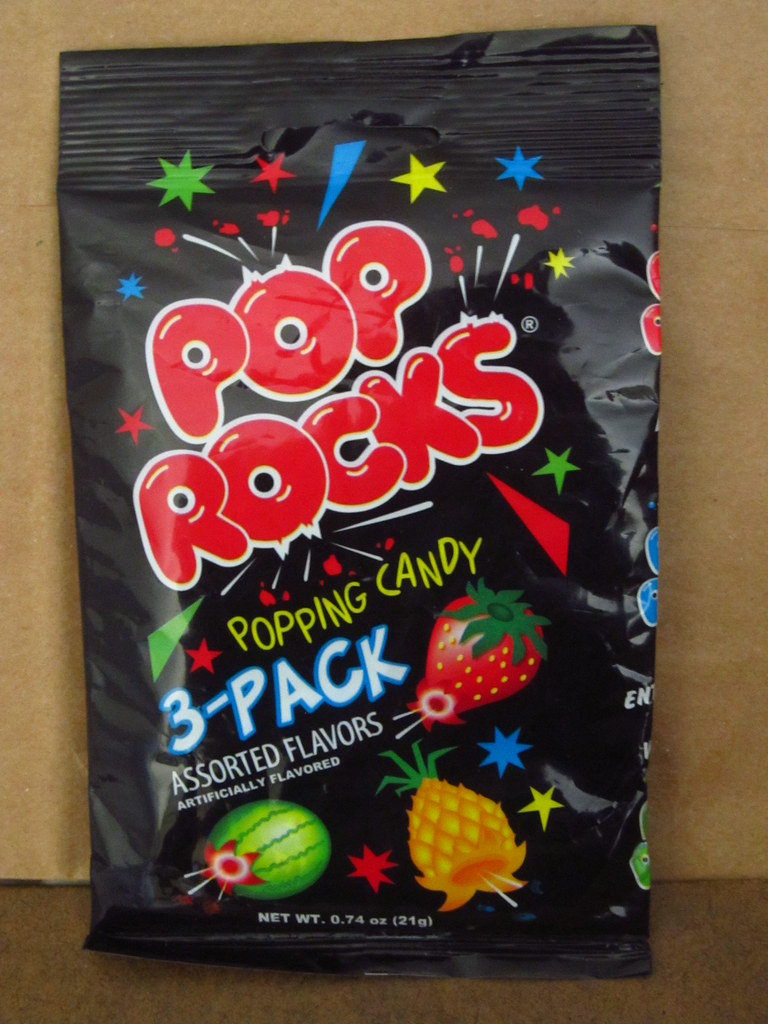 POP
ROCKS®
POPPING CANDY
3-PACK
ASSORTED FLAVORS
ARTIFICIALLY FLAVORED
NET WT. 0.74 oz (21g)